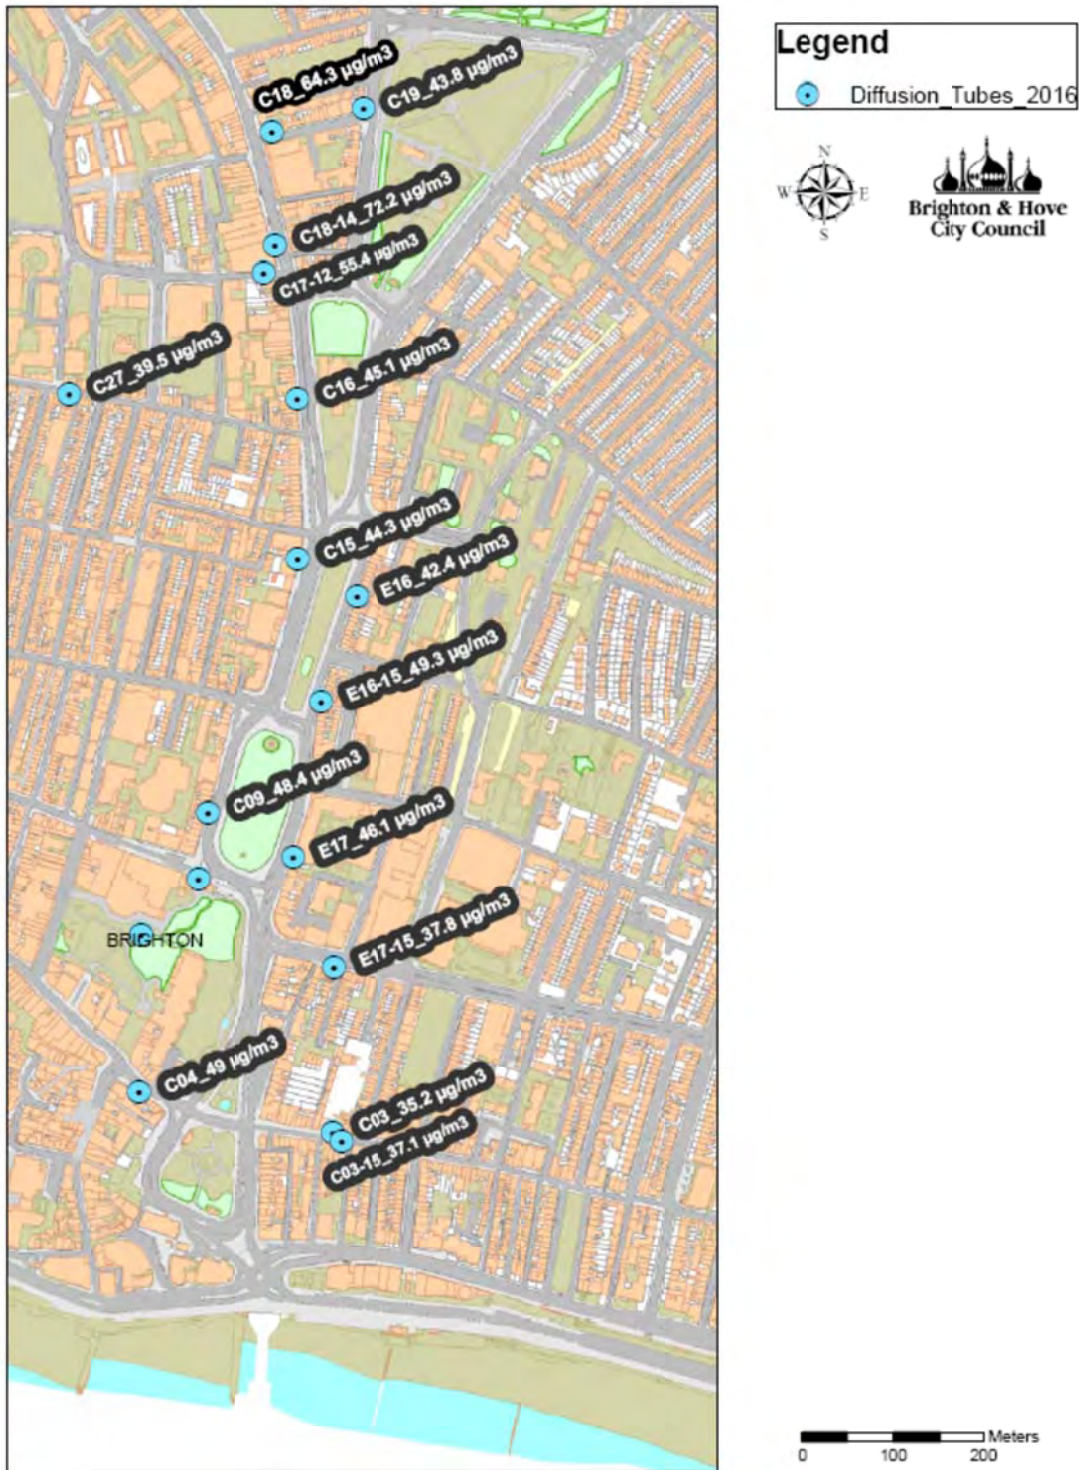 Legend
Diffusion_Tubes_2016
N
W E
S
Brighton & Hove
City Council
C18_64.3 µg/m3
C19_43.8 µg/m3
C18-14_72.2 µg/m3
C17-12_55.4 µg/m3
C27_39.5 µg/m3
C16_45.1 µg/m3
C15_44.3 µg/m3
E16_42.4 µg/m3
E16-15_49.3 µg/m3
C09_48.4 µg/m3
E17_46.1 µg/m3
E17-15_37.8 µg/m3
BRIGHTON
C04_49 µg/m3
C03_35.2 µg/m3
C03-15_37.1 µg/m3
Meters
0 100 200